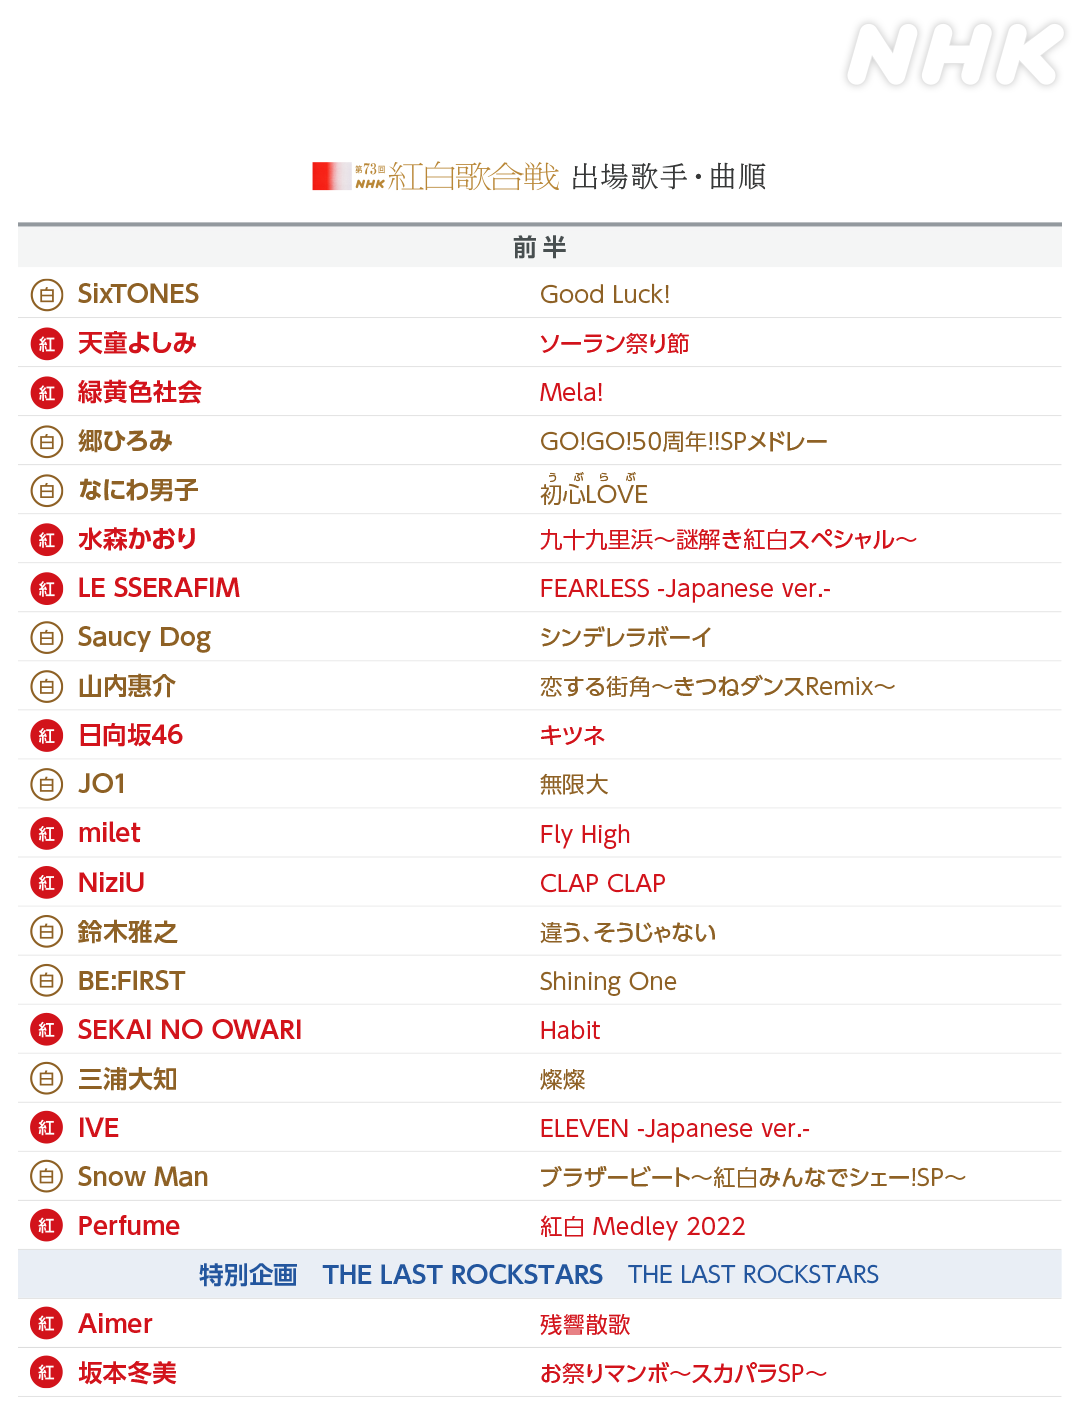 NHK
第73回 NHK 紅白歌合戦 出場歌手・曲順
前半
白 SixTONES Good Luck!
紅 天童よしみ ソーラン祭り節
紅 緑黄色社会 Mela!
白 郷ひろみ GO!GO!50周年!!SPメドレー
うぶらぶ
白 なにわ男子 初心LOVE
紅 水森かおり 九十九里浜～謎解き紅白スペシャル～
紅 LE SSERAFIM FEARLESS -Japanese ver.-
白 Saucy Dog シンデレラボーイ
白 山内惠介 恋する街角～きつねダンスRemix～
紅 日向坂46 キツネ
白 JO1 無限大
紅 milet Fly High
紅 NiziU CLAP CLAP
白 鈴木雅之 違う、そうじゃない
白 BE:FIRST Shining One
紅 SEKAI NO OWARI Habit
白 三浦大知 燦燦
紅 IVE ELEVEN -Japanese ver.-
白 Snow Man ブラザービート～紅白みんなでシェー!SP～
紅 Perfume 紅白 Medley 2022
特別企画 THE LAST ROCKSTARS THE LAST ROCKSTARS
紅 Aimer 残響散歌
紅 坂本冬美 お祭りマンボ～スカパラSP～